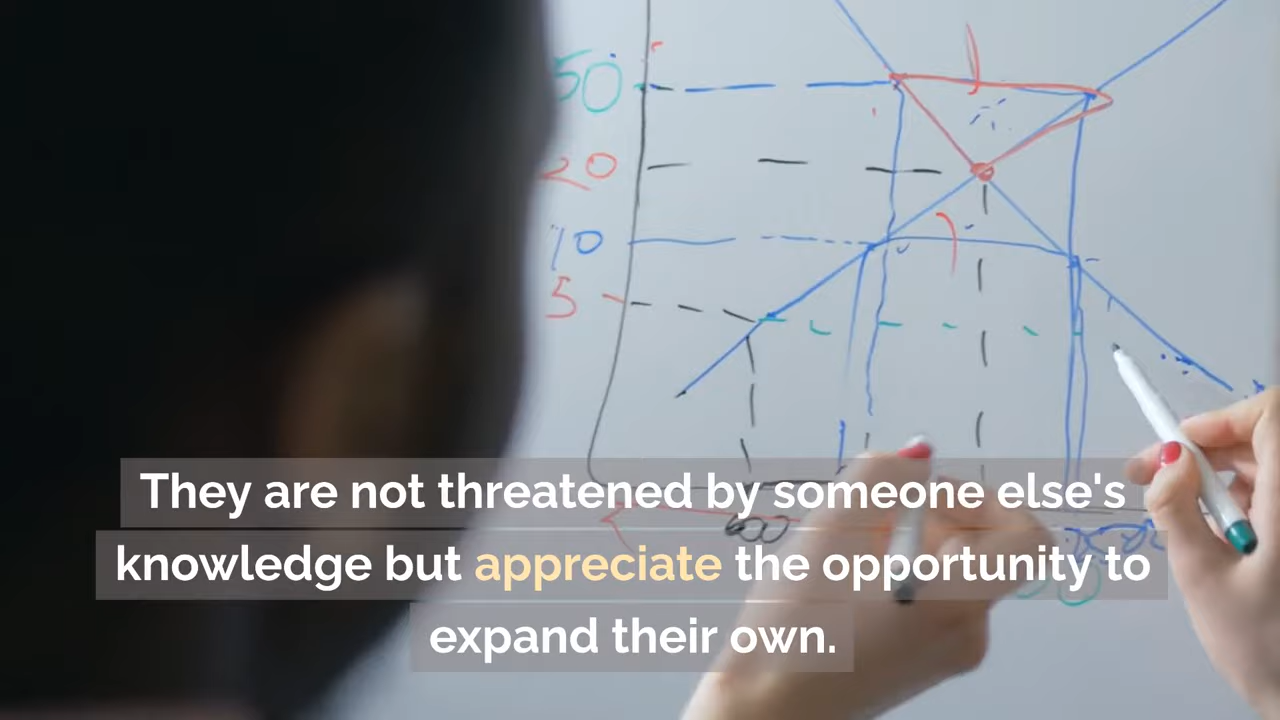 50
20
10
5
600
They are not threatened by someone else's
knowledge but appreciate the opportunity to
expand their own.